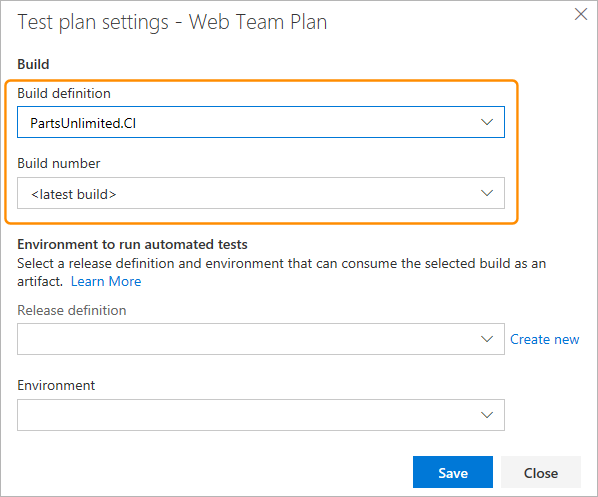 Test plan settings - Web Team Plan
Build
Build definition
PartsUnlimited.CI
Build number
<latest build>
Environment to run automated tests
Select a release definition and environment that can consume the selected build as an
artifact. Learn More
Release definition
Create new
Environment
Save Close